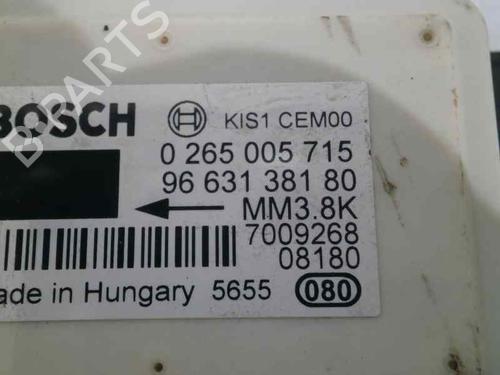 BOSCH KIS1 CEM00
0 265 005 715
96 631 381 80
MM3.8K
7009268
08180
ade in Hungary 5655 080
B-PARTS